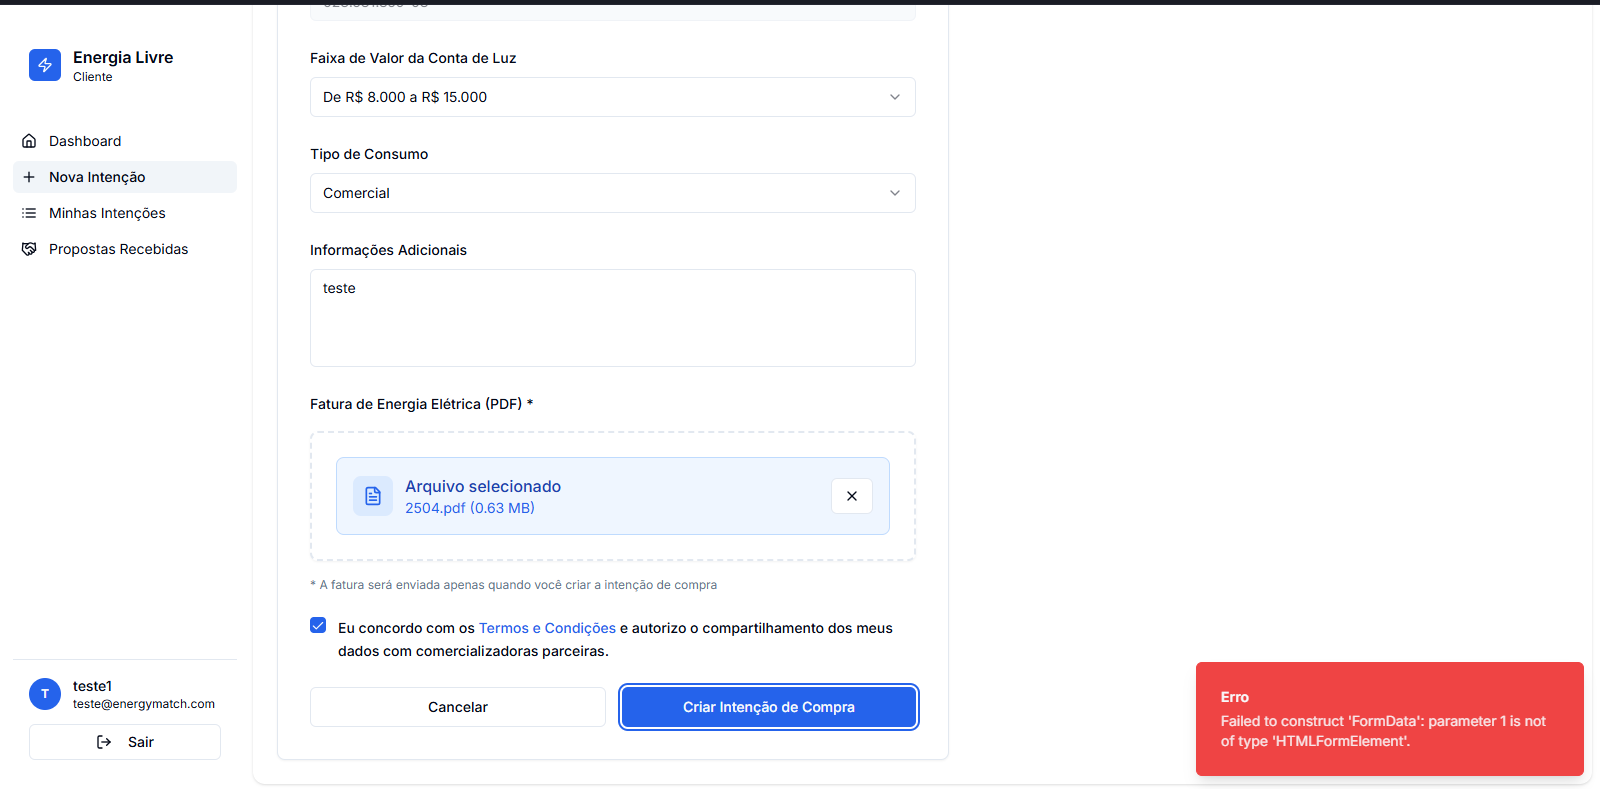 Energia Livre
Cliente
Dashboard
Nova Intenção
Minhas Intenções
Propostas Recebidas
teste1
T
teste@energymatch.com
Sair
Faixa de Valor da Conta de Luz
De R$ 8.000 a R$ 15.000
Tipo de Consumo
Comercial
Informações Adicionais
teste
Fatura de Energia Elétrica (PDF) *
Arquivo selecionado
2504.pdf (0.63 MB)
* A fatura será enviada apenas quando você criar a intenção de compra
Eu concordo com os Termos e Condições e autorizo o compartilhamento dos meus
dados com comercializadoras parceiras.
Cancelar
Criar Intenção de Compra
Erro
Failed to construct 'FormData': parameter 1 is not
of type 'HTMLFormElement'.